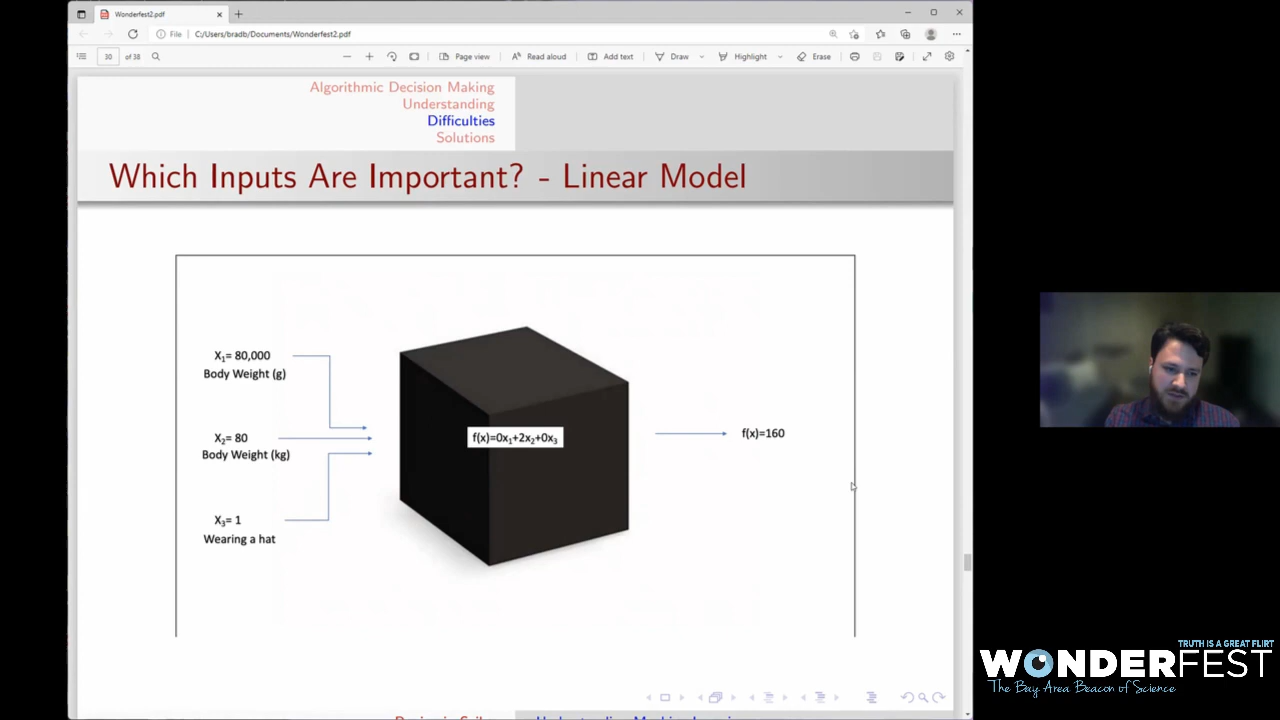 Wonderfest2.pdf
File
C:/Users/bradb/Documents/Wonderfest2.pdf
30 of 38
Page view
Read aloud
Add text
Draw
Highlight
Erase
Algorithmic Decision Making
Understanding
Difficulties
Solutions
Which Inputs Are Important? - Linear Model
X₁= 80,000
Body Weight (g)
X₂= 80
Body Weight (kg)
X₃= 1
Wearing a hat
f(x)=0x₁+2x₂+0x₃
f(x)=160
TRUTH IS A GREAT FLIRT
WONDERFEST
The Bay Area Beacon of Science